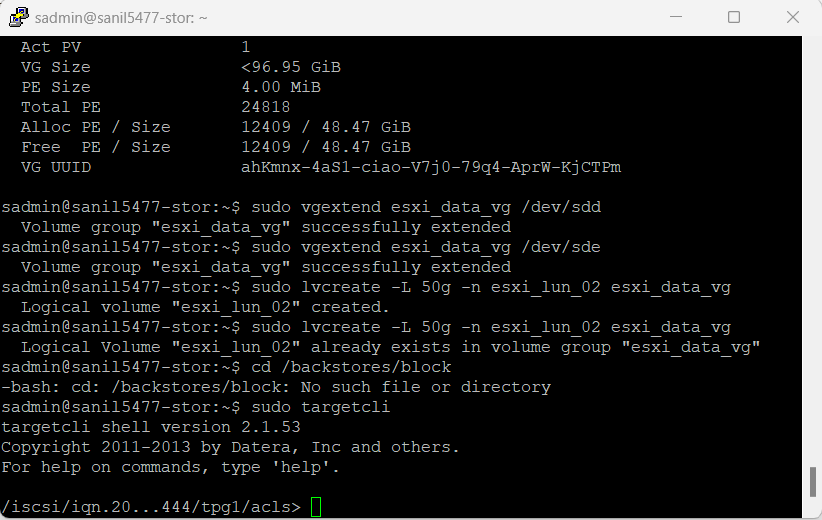 sadmin@sanil5477-stor: ~
Act PV                1
VG Size               <96.95 GiB
PE Size               4.00 MiB
Total PE              24818
Alloc PE / Size       12409 / 48.47 GiB
Free  PE / Size       12409 / 48.47 GiB
VG UUID               ahKmnx-4aS1-ciao-V7j0-79q4-AprW-KjCTPm
sadmin@sanil5477-stor:~$ sudo vgextend esxi_data_vg /dev/sdd
  Volume group "esxi_data_vg" successfully extended
sadmin@sanil5477-stor:~$ sudo vgextend esxi_data_vg /dev/sde
  Volume group "esxi_data_vg" successfully extended
sadmin@sanil5477-stor:~$ sudo lvcreate -L 50g -n esxi_lun_02 esxi_data_vg
  Logical volume "esxi_lun_02" created.
sadmin@sanil5477-stor:~$ sudo lvcreate -L 50g -n esxi_lun_02 esxi_data_vg
  Logical Volume "esxi_lun_02" already exists in volume group "esxi_data_vg"
sadmin@sanil5477-stor:~$ cd /backstores/block
-bash: cd: /backstores/block: No such file or directory
sadmin@sanil5477-stor:~$ sudo targetcli
targetcli shell version 2.1.53
Copyright 2011-2013 by Datera, Inc and others.
For help on commands, type 'help'.
/iscsi/iqn.20...444/tpg1/acls>